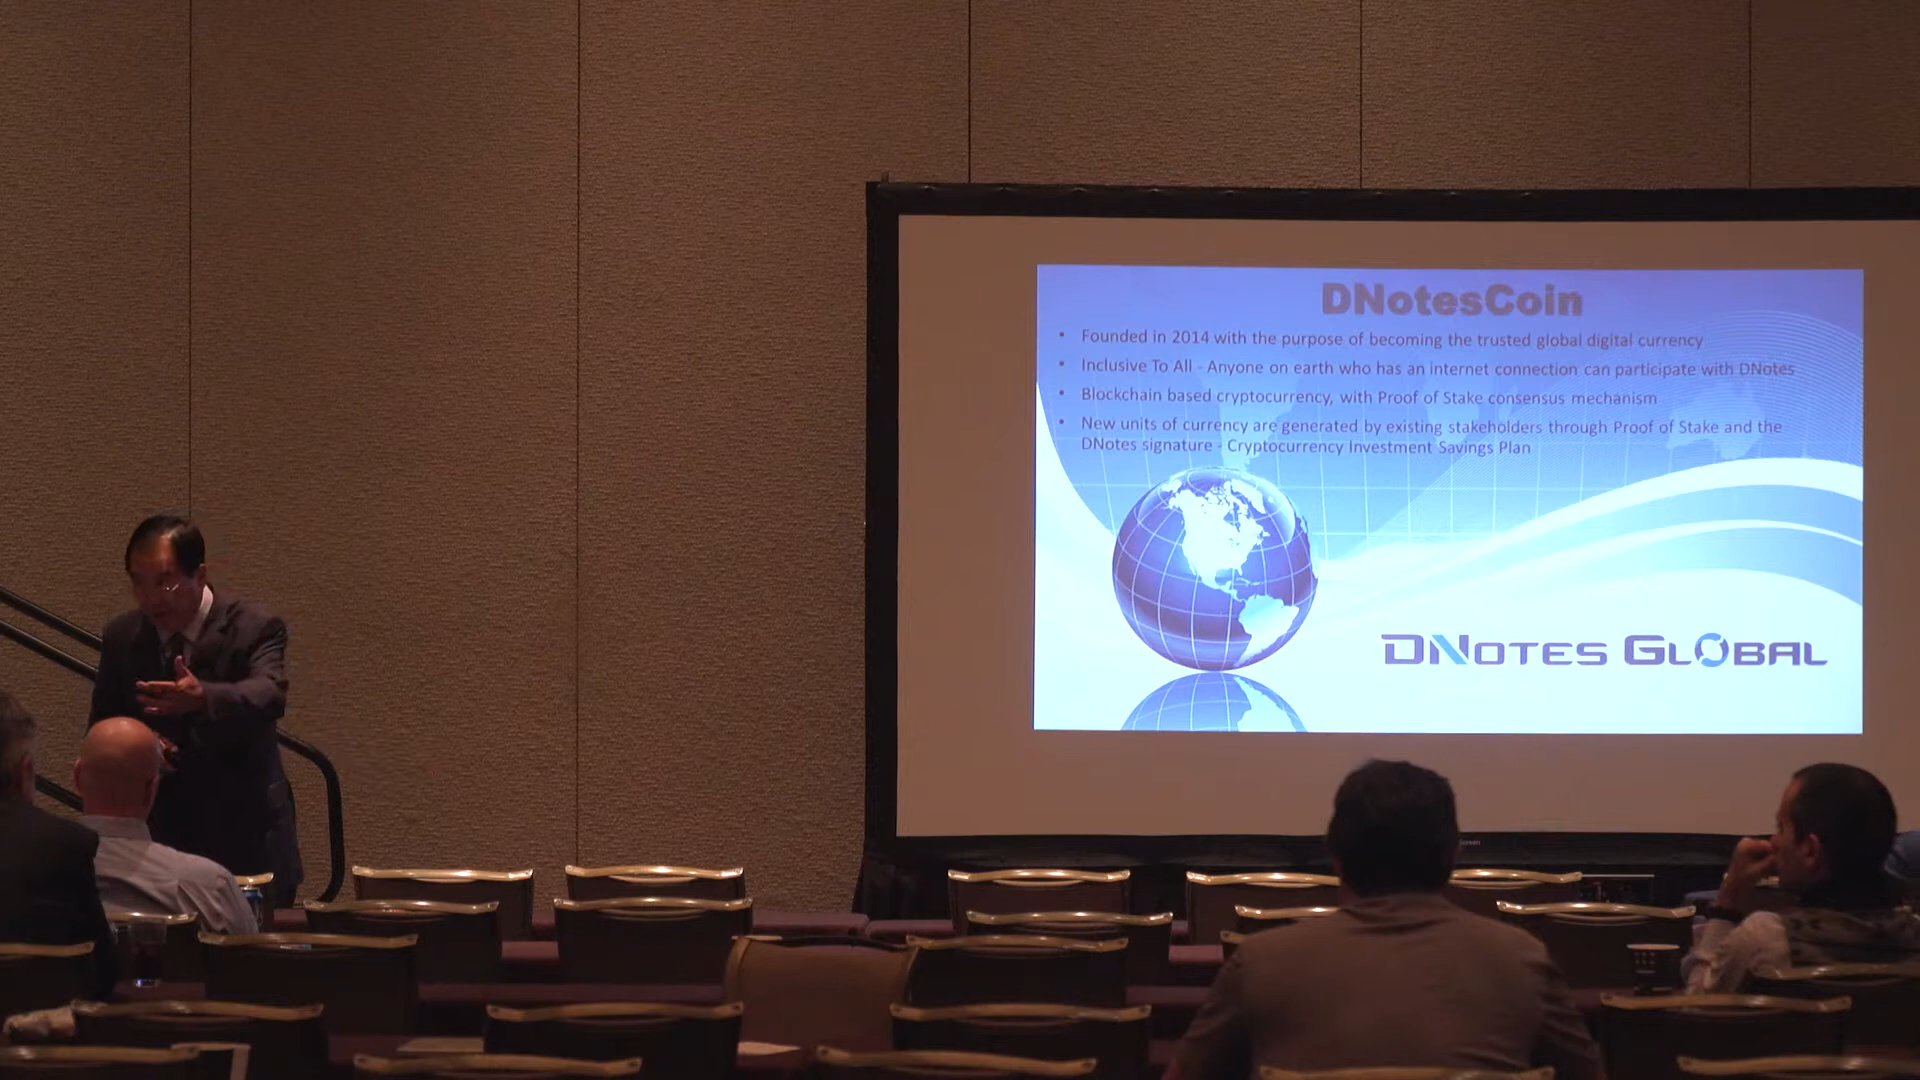 DNotesCoin
• Founded in 2014 with the purpose of becoming the trusted global digital currency
• Inclusive To All - Anyone on earth who has an internet connection can participate with DNotes
• Blockchain based cryptocurrency, with Proof of Stake consensus mechanism
• New units of currency are generated by existing stakeholders through Proof of Stake and the
DNotes signature - Cryptocurrency Investment Savings Plan
DNOTES GLOBAL